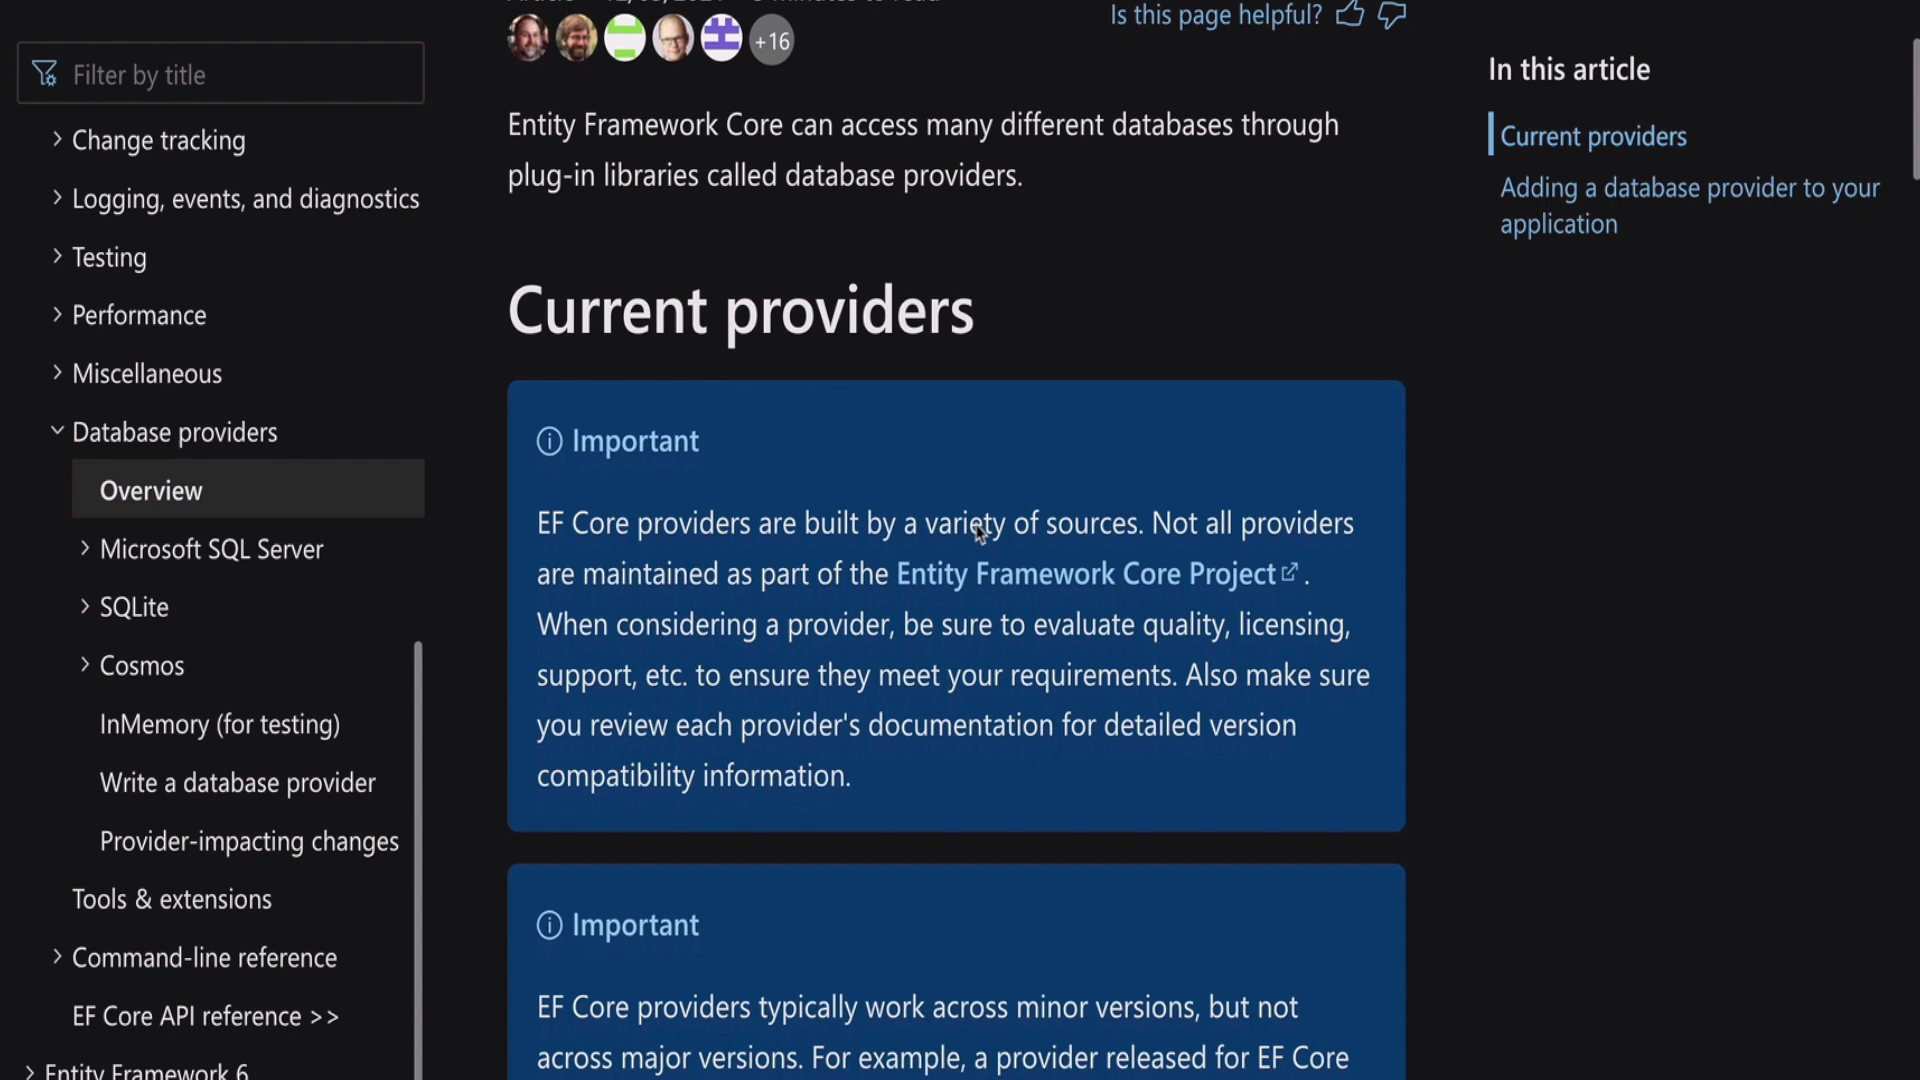 Filter by title
Change tracking
Logging, events, and diagnostics
Testing
Performance
Miscellaneous
Database providers
Overview
Microsoft SQL Server
SQLite
Cosmos
InMemory (for testing)
Write a database provider
Provider-impacting changes
Tools & extensions
Command-line reference
EF Core API reference >>
Entity Framework 6
+16
Is this page helpful?
Entity Framework Core can access many different databases through
plug-in libraries called database providers.
Current providers
Important
EF Core providers are built by a variety of sources. Not all providers
are maintained as part of the Entity Framework Core Project.
When considering a provider, be sure to evaluate quality, licensing,
support, etc. to ensure they meet your requirements. Also make sure
you review each provider's documentation for detailed version
compatibility information.
Important
EF Core providers typically work across minor versions, but not
across major versions. For example, a provider released for EF Core
In this article
Current providers
Adding a database provider to your
application